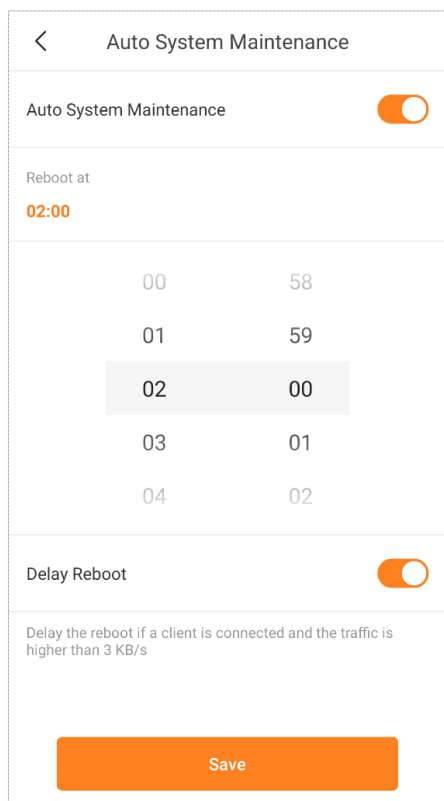 Auto System Maintenance
Auto System Maintenance
Reboot at
02:00
00 58
01 59
02 00
03 01
04 02
Delay Reboot
Delay the reboot if a client is connected and the traffic is
higher than 3 KB/s
Save